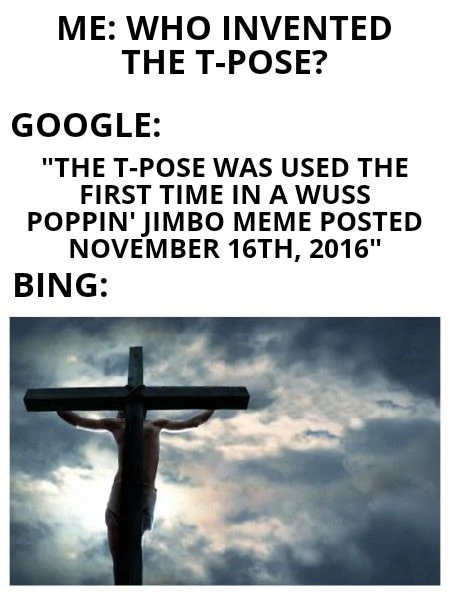 ME: WHO INVENTED
THE T-POSE?
GOOGLE:
"THE T-POSE WAS USED THE
FIRST TIME IN A WUSS
POPPIN' JIMBO MEME POSTED
NOVEMBER 16TH, 2016"
BING: